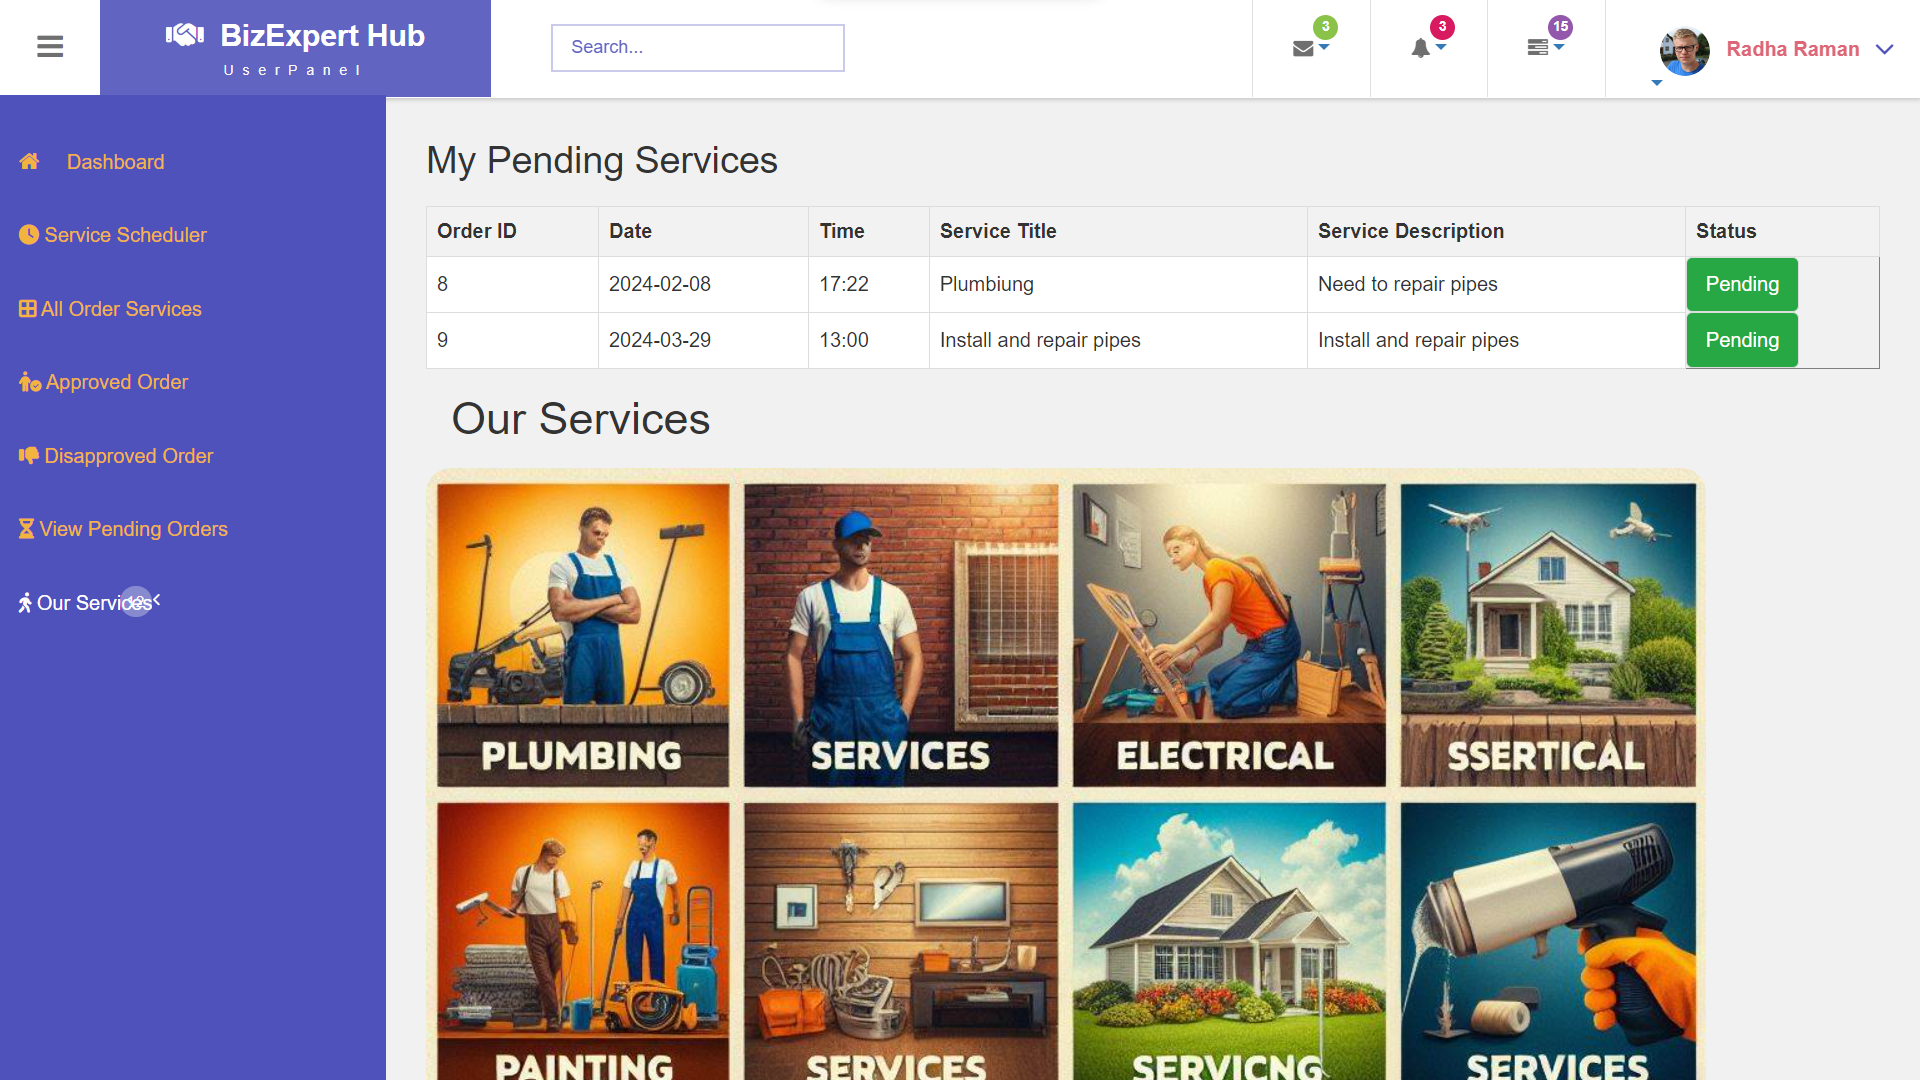 BizExpert Hub
UserPanel
Search...
3
3
15
Radha Raman
Dashboard
Service Scheduler
All Order Services
Approved Order
Disapproved Order
View Pending Orders
Our Services
12
My Pending Services
Order ID Date Time Service Title Service Description Status
8 2024-02-08 17:22 Plumbiung Need to repair pipes Pending
9 2024-03-29 13:00 Install and repair pipes Install and repair pipes Pending
Our Services
PLUMBING SERVICES ELECTRICAL SSERTICAL
PAINTING SERVICES SERVICNG SERVICES